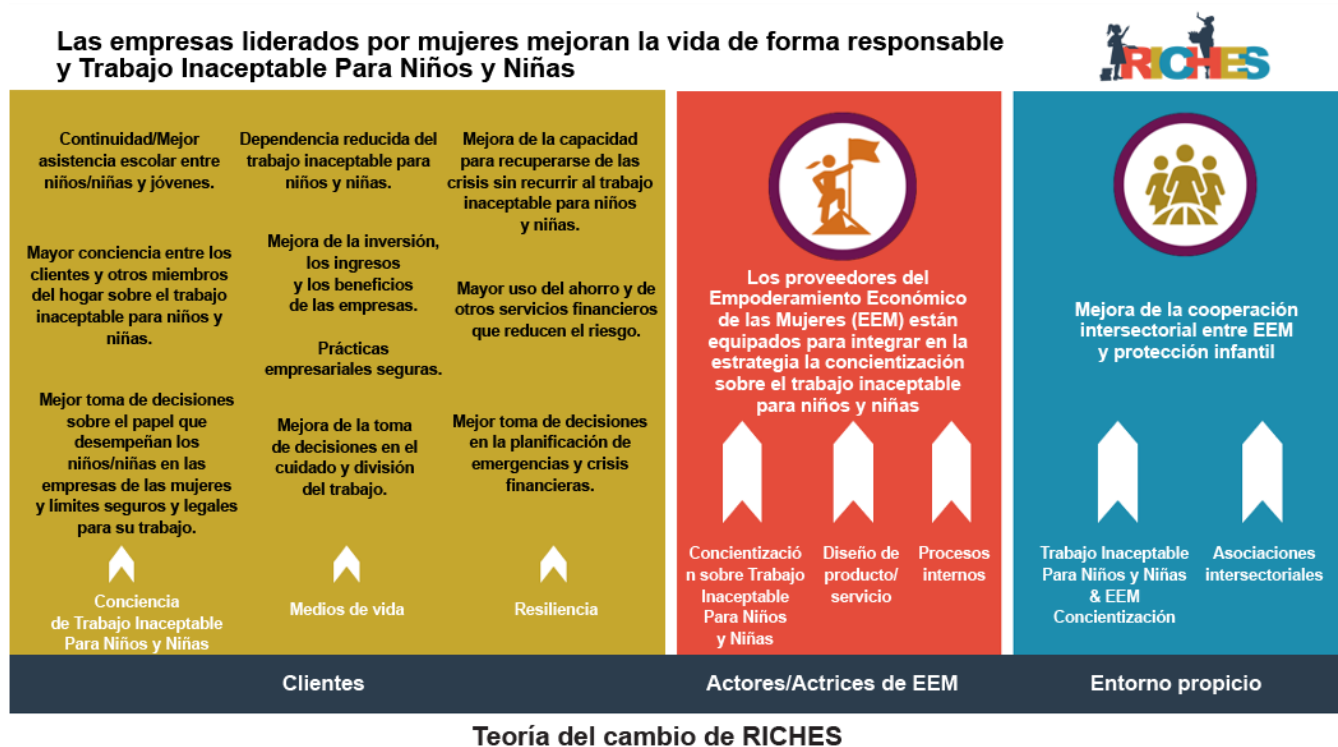 Las empresas liderados por mujeres mejoran la vida de forma responsable
y Trabajo Inaceptable Para Niños y Niñas
RICHES
Continuidad/Mejor
asistencia escolar entre
niños/niñas y jóvenes.
Mayor conciencia entre los
clientes y otros miembros
del hogar sobre el trabajo
inaceptable para niños y
niñas.
Mejor toma de decisiones
sobre el papel que
desempeñan los
niños/niñas en las
empresas de las mujeres
y límites seguros y legales
para su trabajo.
Conciencia
de Trabajo Inaceptable
Para Niños y Niñas
Dependencia reducida del
trabajo inaceptable para
niños y niñas.
Mejora de la inversión,
los ingresos
y los beneficios
de las empresas.
Prácticas
empresariales seguras.
Mejora de la toma
de decisiones en el
cuidado y división
del trabajo.
Medios de vida
Mejora de la capacidad
para recuperarse de las
crisis sin recurrir al trabajo
inaceptable para niños
y niñas.
Mayor uso del ahorro y de
otros servicios financieros
que reducen el riesgo.
Mejor toma de decisiones
en la planificación de
emergencias y crisis
financieras.
Resiliencia
Clientes
Los proveedores del
Empoderamiento Económico
de las Mujeres (EEM) están
equipados para integrar en la
estrategia la concientización
sobre el trabajo inaceptable
para niños y niñas
Concientizació
n sobre Trabajo
Inaceptable
Para Niños
y Niñas
Diseño de
producto/
servicio
Procesos
internos
Actores/Actrices de EEM
Mejora de la cooperación
intersectorial entre EEM
y protección infantil
Trabajo Inaceptable
Para Niños y Niñas
& EEM
Concientización
Asociaciones
intersectoriales
Entorno propicio
Teoría del cambio de RICHES